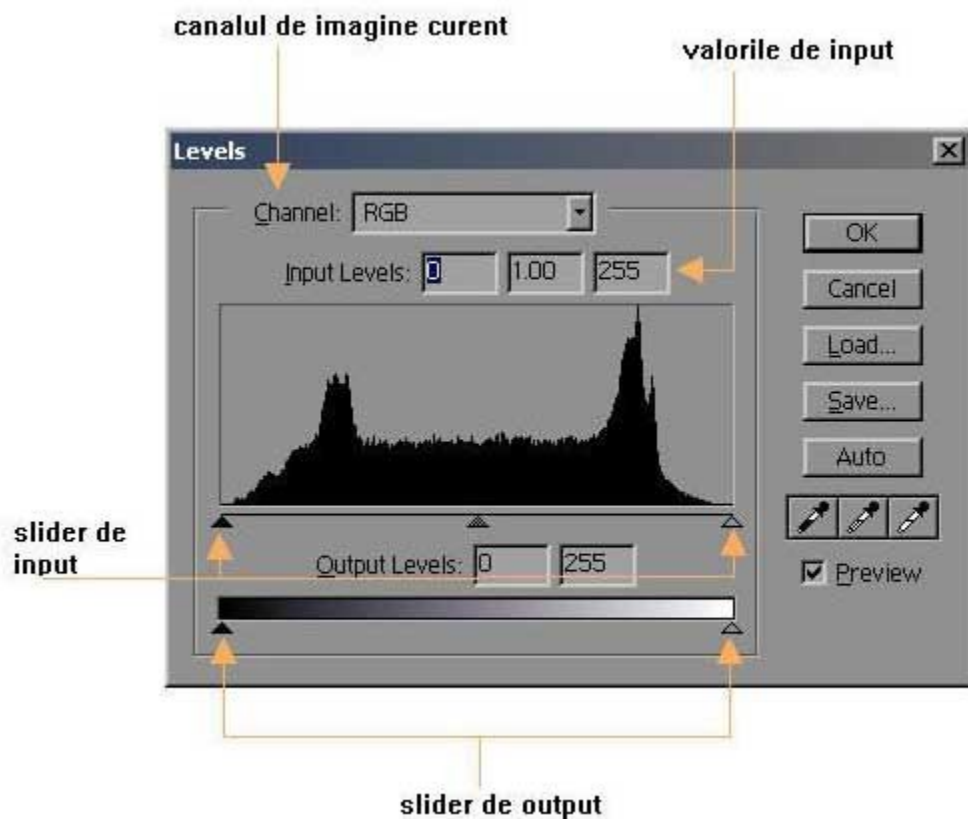 canalul de imagine curent
valorile de input
Levels
Channel: RGB
OK
Input Levels: 0 1.00 255
Cancel
Load...
Save...
Auto
slider de
input
Output Levels: 0 255
Preview
slider de output